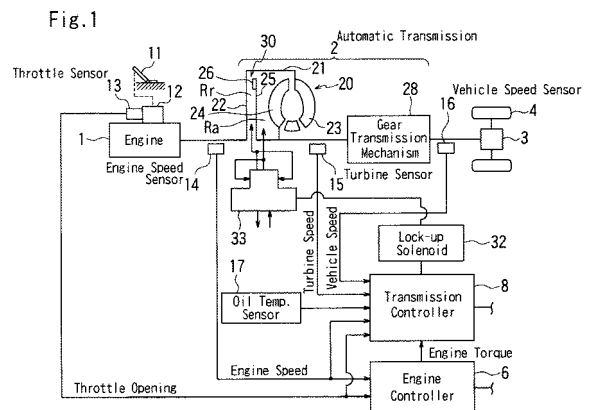 Fig.1
Automatic Transmission
2
11
30
21
Throttle Sensor
26
25
20
Vehicle Speed Sensor
13
12
Rr
28
4
22
16
24
23
1
Engine
Ra
Gear
Transmission
Mechanism
3
Engine Speed
Sensor
14
15
Turbine Sensor
33
Lock-up
Solenoid
32
Turbine Speed
Vehicle Speed
17
Oil Temp.
Sensor
8
Transmission
Controller
Engine Speed
Engine Torque
6
Throttle Opening
Engine
Controller